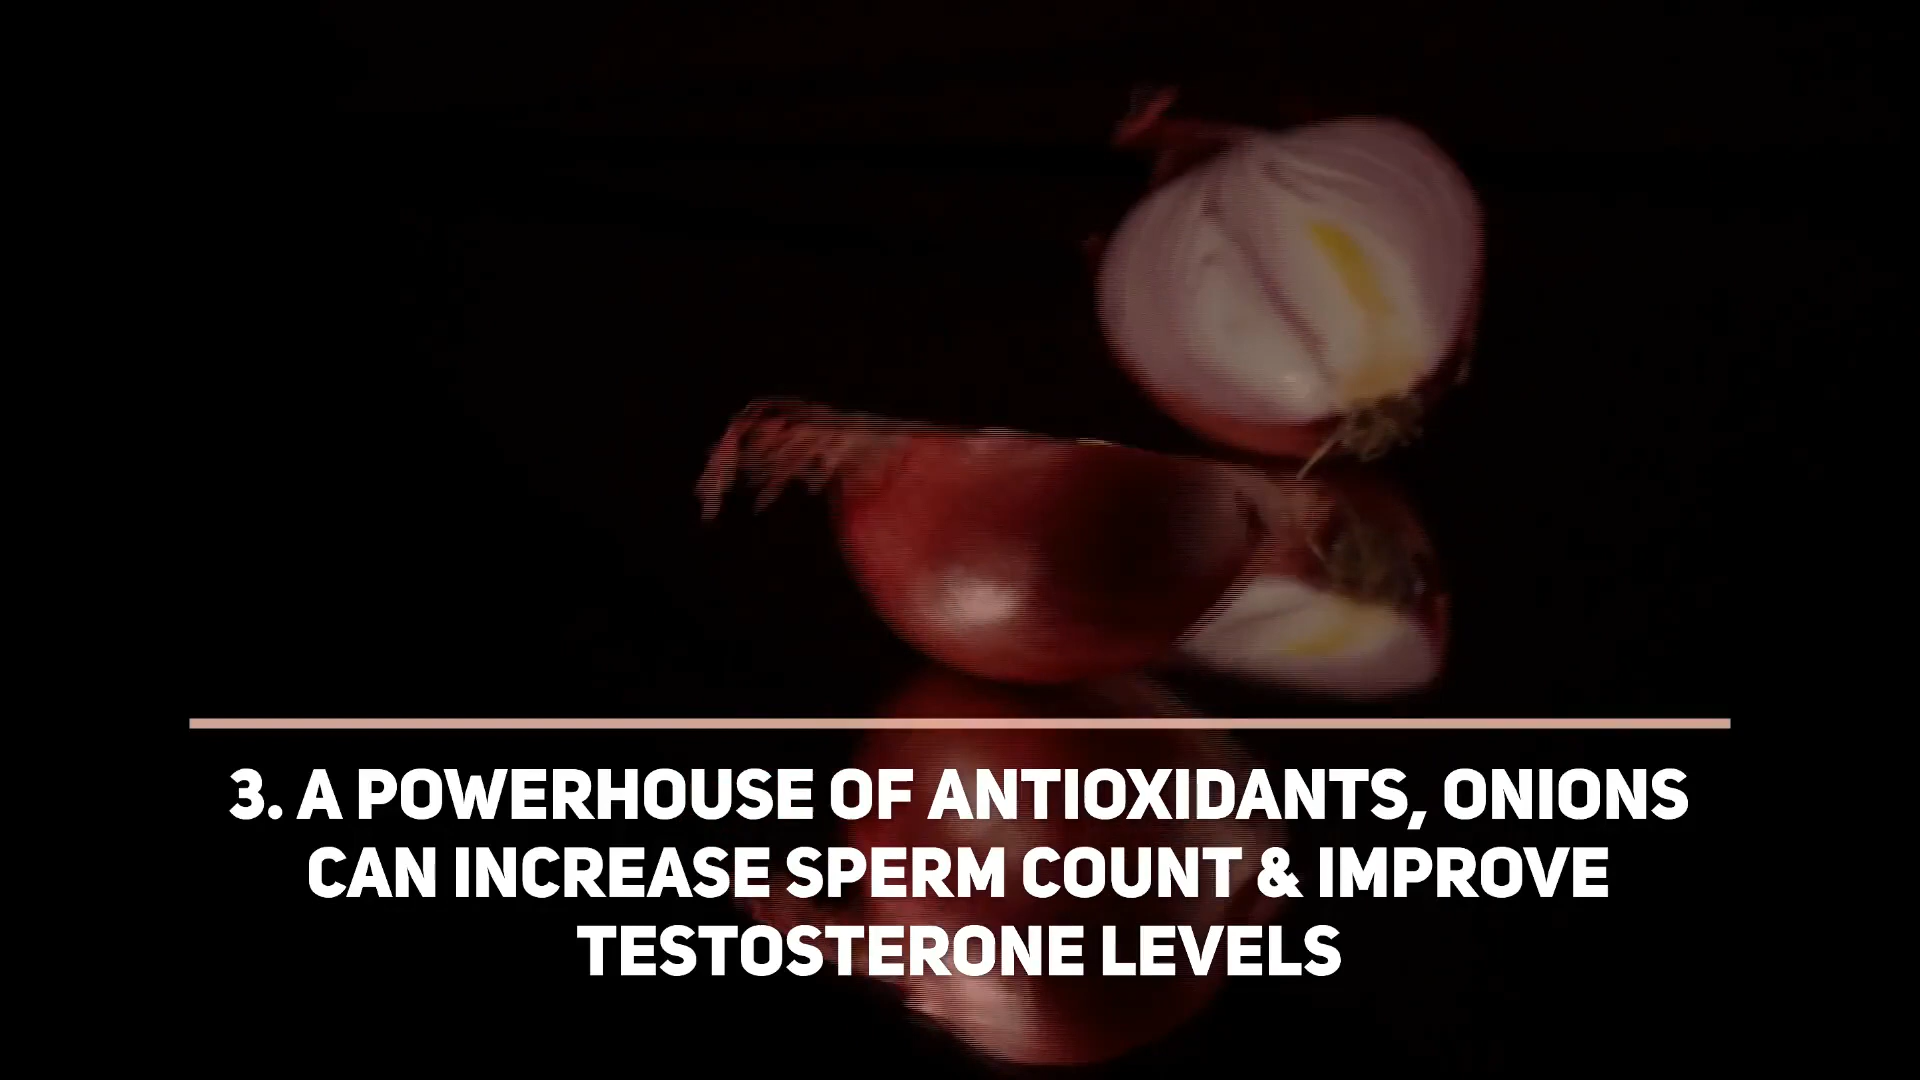 3. A POWERHOUSE OF ANTIOXIDANTS, ONIONS
CAN INCREASE SPERM COUNT & IMPROVE
TESTOSTERONE LEVELS